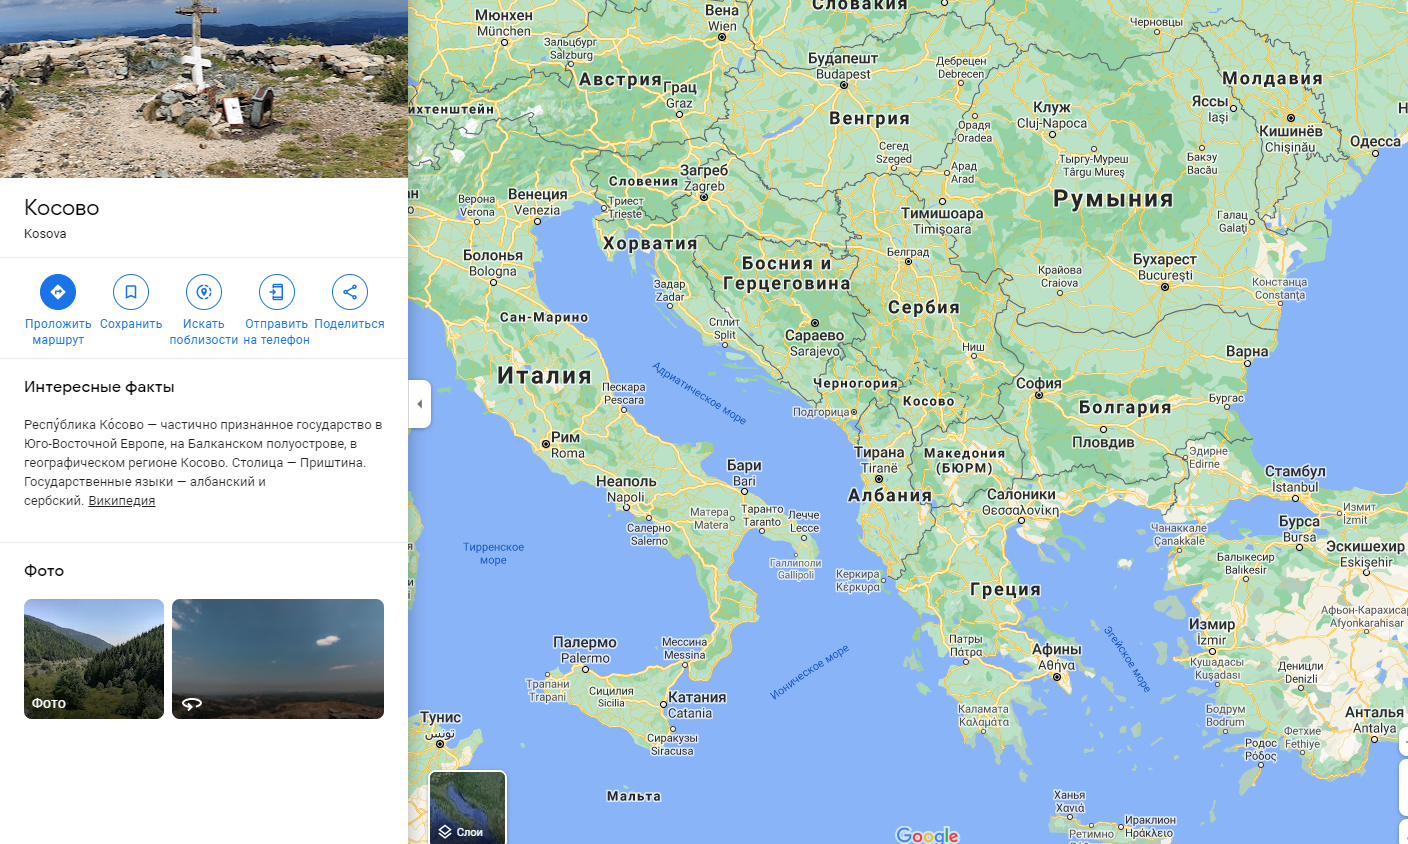 Косово
Kosova
Проложить
маршрут
Сохранить
Искать
поблизости
Отправить
на телефон
Поделиться
Интересные факты
Респу́блика Ко́сово — частично признанное государство в
Юго-Восточной Европе, на Балканском полуострове, в
географическом регионе Косово. Столица — Приштина.
Государственные языки — албанский и
сербский. Википедия
Фото
Фото
Мюнхен
München
Вена
Wien
Словакия
Черновцы
Зальцбург
Salzburg
Будапешт
Budapest
Дебрецен
Debrecen
Австрия
Грац
Graz
Молдавия
ихтенштейн
Венгрия
Клуж
Cluj-Napoca
Яссы
Iași
Кишинёв
Chișinău
Одесса
Орадя
Oradea
Сегед
Szeged
Тыргу-Муреш
Târgu Mureș
Бакэу
Bacău
Арад
Arad
Загреб
Zagreb
Словения
Верона
Verona
Венеция
Venezia
Триест
Trieste
Тимишоара
Timișoara
Румыния
Галац
Galați
Хорватия
Болонья
Bologna
Босния и
Герцеговина
Белград
Бухарест
București
Крайова
Craiova
Констанца
Constanța
Задар
Zadar
Сербия
Сан-Марино
Сплит
Split
Сараево
Sarajevo
Ниш
Варна
Италия
Адриатическое море
Черногория
Пескара
Pescara
Косово
София
Болгария
Бургас
Подгорица
Пловдив
Рим
Roma
Тирана
Tiranë
Македония
(БЮРМ)
Эдирне
Edirne
Бари
Bari
Стамбул
İstanbul
Неаполь
Napoli
Албания
Салоники
Θεσσαλονίκη
Матера
Matera
Таранто
Taranto
Лечче
Lecce
Салерно
Salerno
Измит
İzmit
Чанаккале
Çanakkale
Бурса
Bursa
Эскишехир
Eskişehir
Тирренское
море
Галлиполи
Gallipoli
Керкира
Κέρκυρα
Балыкесир
Balıkesir
Греция
Афьон-Карахиса
Afyonkarahisar
Палермо
Palermo
Мессина
Messina
Патры
Πάτρα
Афины
Αθήνα
Эгейское море
Измир
İzmir
Ионическое море
Кушадасы
Kuşadası
Деницли
Denizli
Трапани
Trapani
Сицилия
Sicilia
Катания
Catania
Каламата
Καλαμάτα
Бодрум
Bodrum
Анталья
Antalya
Тунис
تونس
Сиракузы
Siracusa
Фетхие
Fethiye
Родос
Ρόδος
Мальта
Ханья
Χανιά
Ретимно
Ираклион
Ηράκλειο
Слои
Google